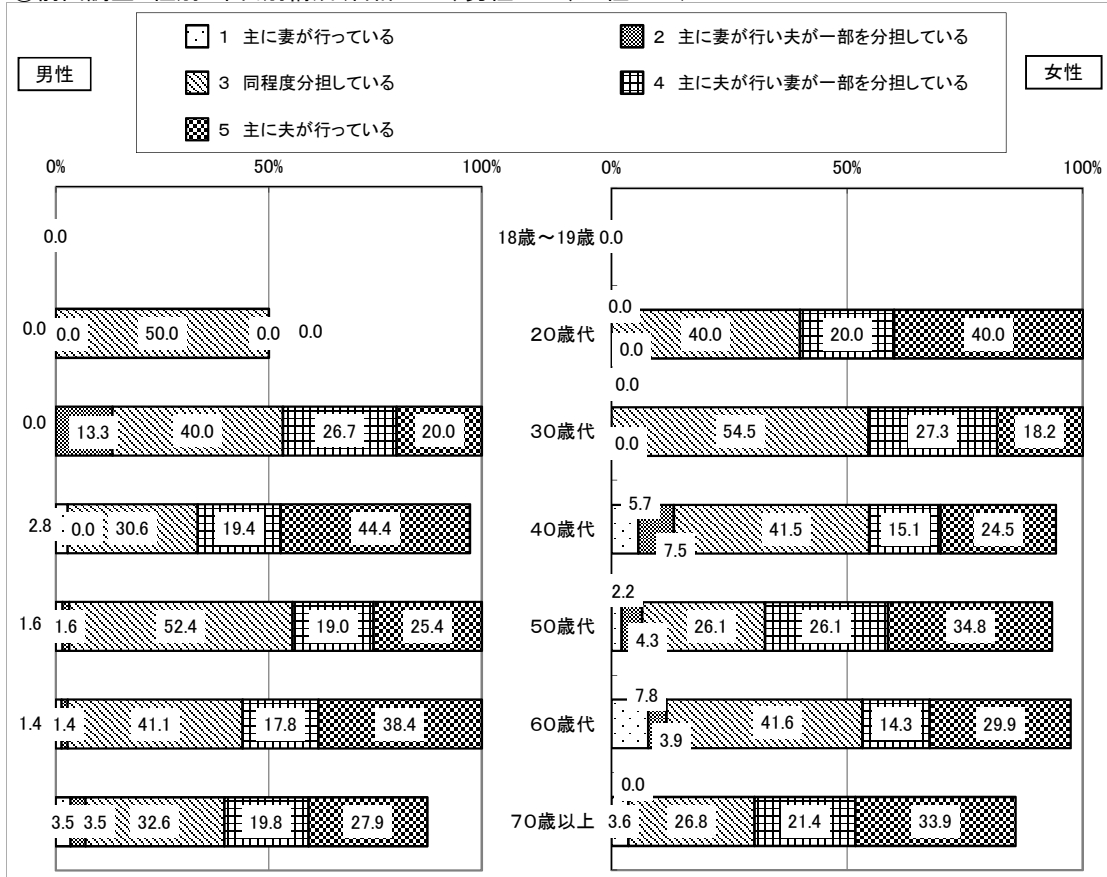 1 主に妻が行っている
2 主に妻が行い夫が一部を分担している
男性
3 同程度分担している
4 主に夫が行い妻が一部を分担している
女性
5 主に夫が行っている
0% 50% 100% 0% 50% 100%
0.0 18歳~19歳 0.0
0.0 0.0 50.0 0.0 0.0 20歳代 0.0 0.0 40.0 20.0 40.0
0.0 13.3 40.0 26.7 20.0 30歳代 0.0 0.0 54.5 27.3 18.2
2.8 0.0 30.6 19.4 44.4 40歳代 5.7 7.5 41.5 15.1 24.5
1.6 1.6 52.4 19.0 25.4 50歳代 2.2 4.3 26.1 26.1 34.8
1.4 1.4 41.1 17.8 38.4 60歳代 7.8 3.9 41.6 14.3 29.9
3.5 3.5 32.6 19.8 27.9 70歳以上 0.0 3.6 26.8 21.4 33.9